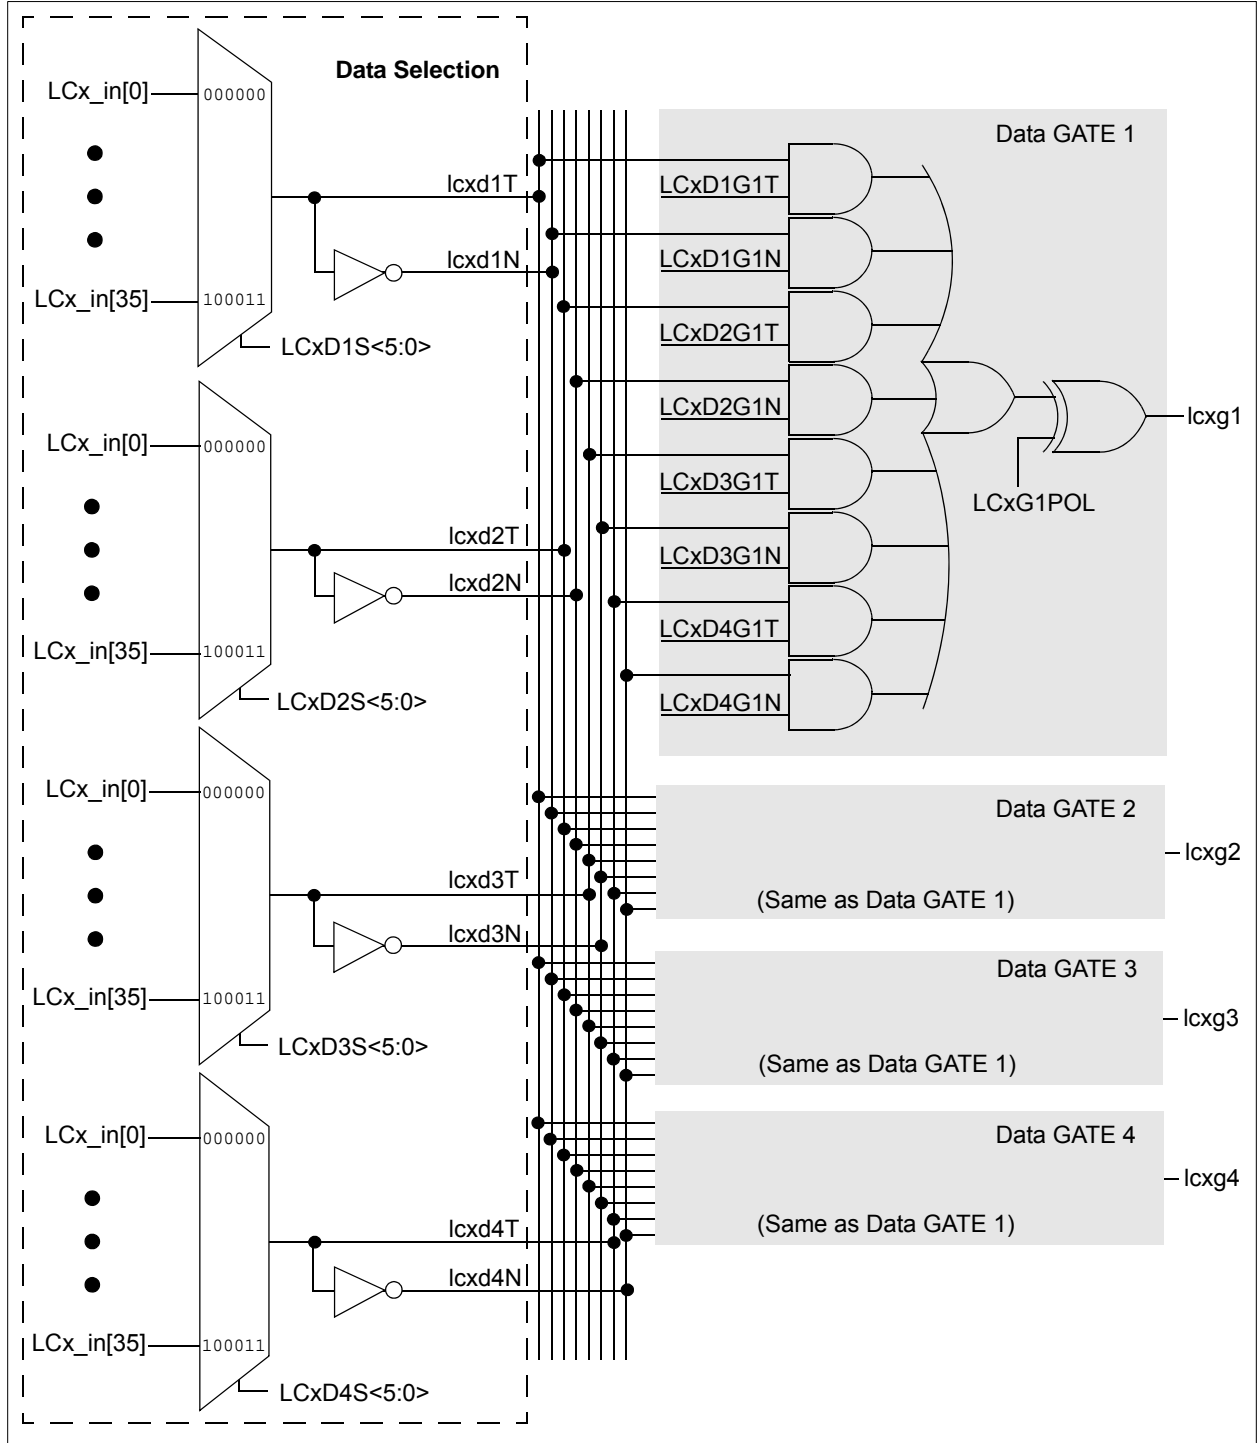 Data Selection
LCx_in[0]
000000
LCx_in[35]
100011
LCxD1S<5:0>
lcxd1T
lcxd1N
LCx_in[0]
000000
LCx_in[35]
100011
LCxD2S<5:0>
lcxd2T
lcxd2N
LCx_in[0]
000000
LCx_in[35]
100011
LCxD3S<5:0>
lcxd3T
lcxd3N
LCx_in[0]
000000
LCx_in[35]
100011
LCxD4S<5:0>
lcxd4T
lcxd4N
Data GATE 1
LCxD1G1T
LCxD1G1N
LCxD2G1T
LCxD2G1N
LCxD3G1T
LCxD3G1N
LCxD4G1T
LCxD4G1N
LCxG1POL
lcxg1
Data GATE 2
(Same as Data GATE 1)
lcxg2
Data GATE 3
(Same as Data GATE 1)
lcxg3
Data GATE 4
(Same as Data GATE 1)
lcxg4